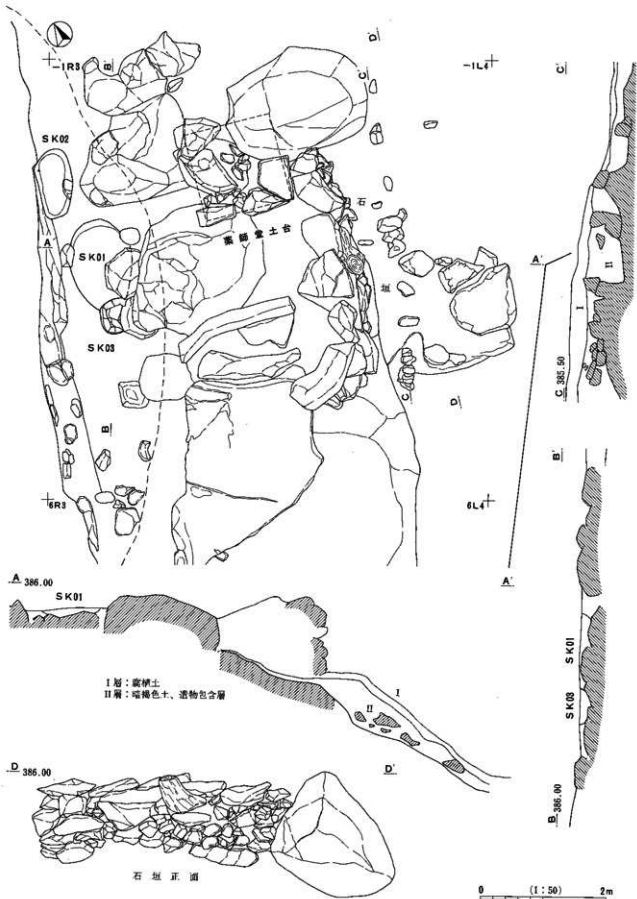 D'
-1R3
B'
C'
-1L4
C'
SK02
石
薬師堂土台
A
SK01
垣
A'
II
I
SK03
C 385.50
B
C
D
B'
6R3
6L4
A'
A 386.00
SK01
SK01
I層：腐植土
II層：暗褐色土、遺物包含層
I
II
SK03
D 386.00
D'
B 386.00
石垣正面
0 (1:50) 2m